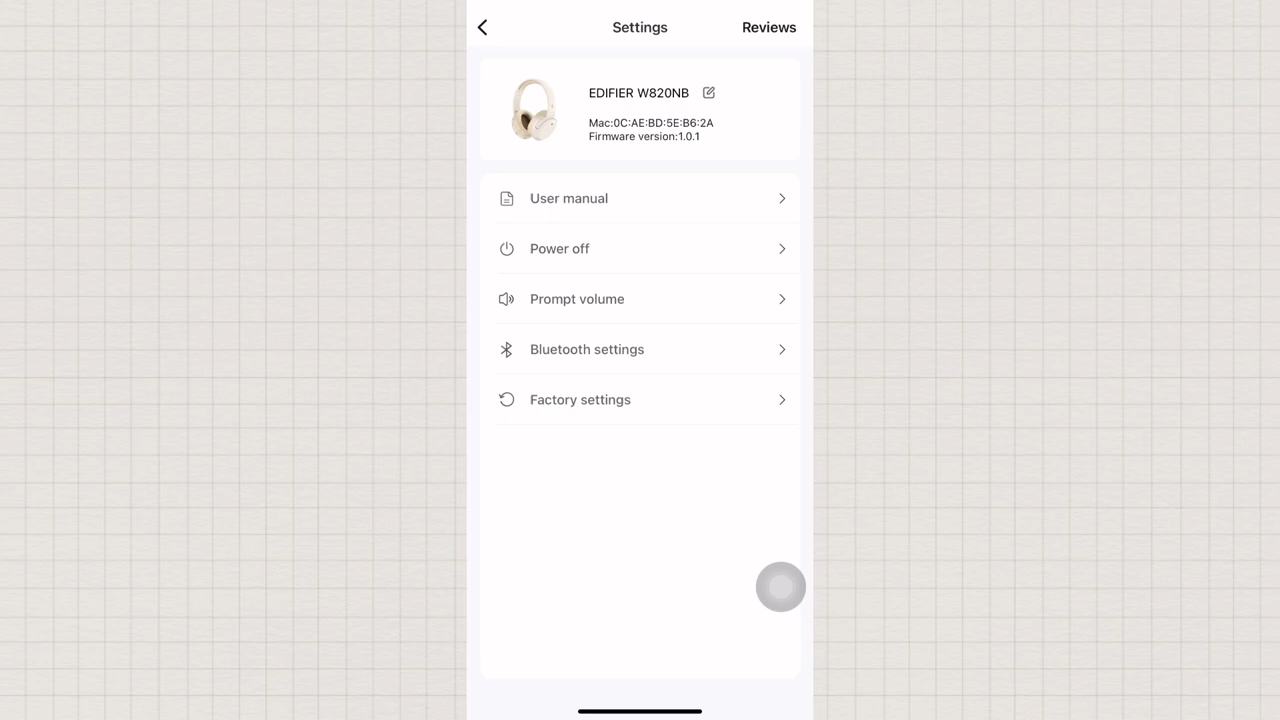 Settings
Reviews
EDIFIER W820NB
Mac:0C:AE:BD:5E:B6:2A
Firmware version:1.0.1
User manual
Power off
Prompt volume
Bluetooth settings
Factory settings